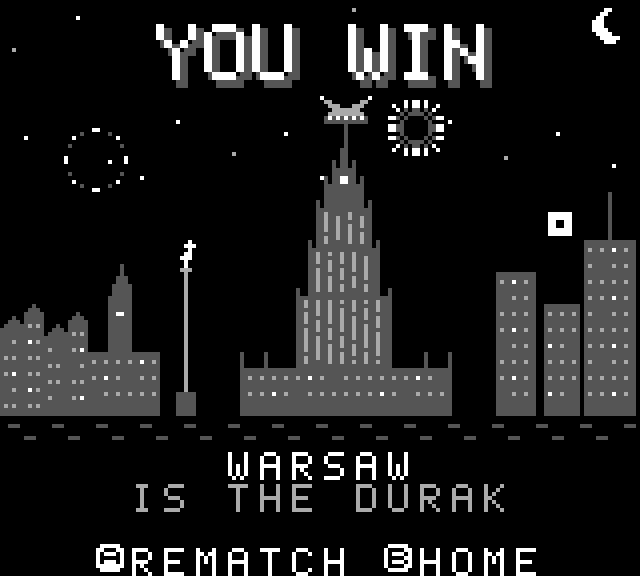 YOU WIN
WARSAW
IS THE DURAK
Ⓐ REMATCH Ⓑ HOME